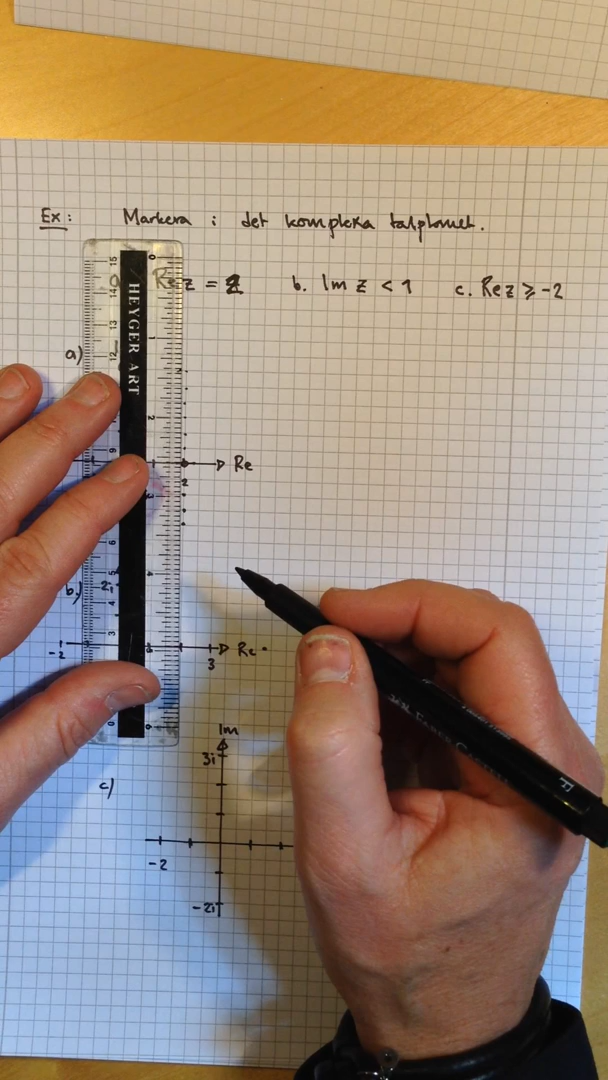 Ex: Markera i det komplexa talplanet.
a. Re z = 2 b. Im z < 1 c. Re z ⩾ -2
HEYGER ART
a)
Re
2
b)
2i
-2 3 Re
Im
3i
c)
-2
-2i